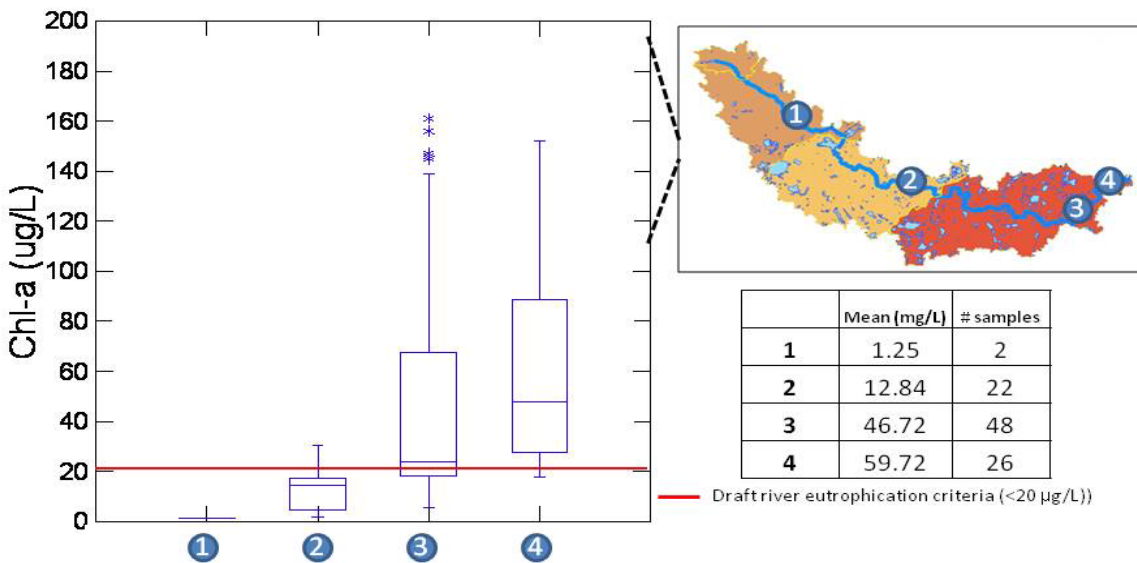 200
180
160
140
120
100
80
60
40
20
0
Chl-a (ug/L)
1
2
3
4
1
2
3
4
Mean (mg/L) # samples
1 1.25 2
2 12.84 22
3 46.72 48
4 59.72 26
Draft river eutrophication criteria (<20 µg/L))